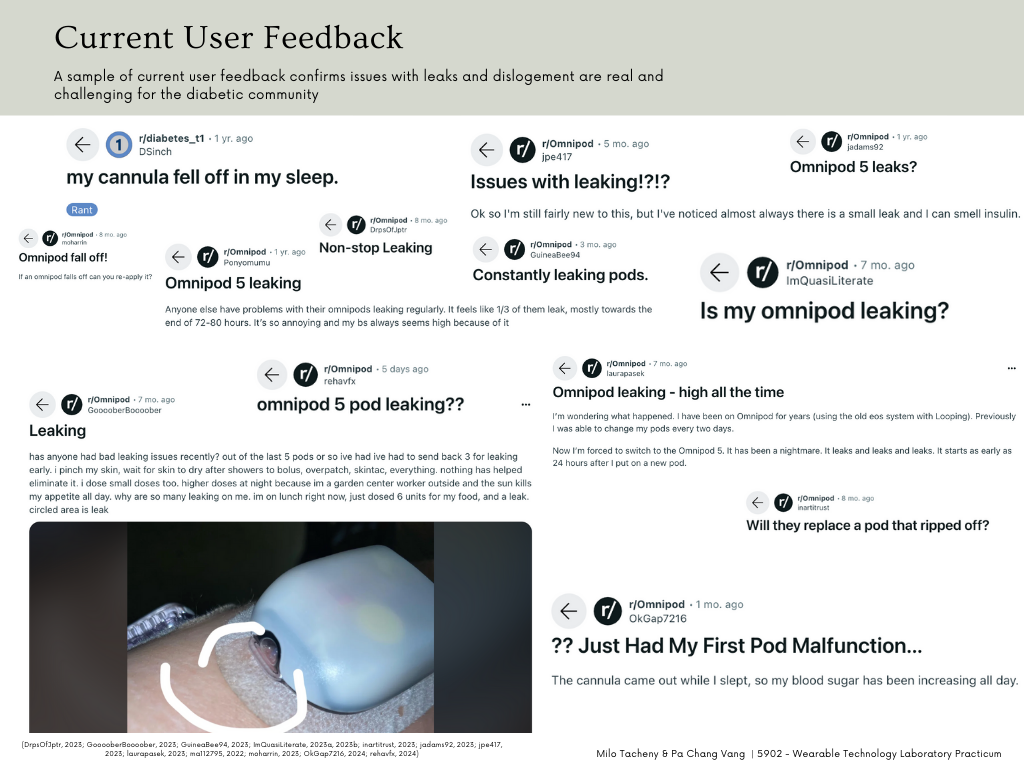 Current User Feedback
A sample of current user feedback confirms issues with leaks and dislogement are real and
challenging for the diabetic community
r/diabetes_t1 • 1 yr. ago
DSinch
my cannula fell off in my sleep.
Rant
r/Omnipod • 5 mo. ago
jpe417
Issues with leaking!?!?
Ok so I'm still fairly new to this, but I've noticed almost always there is a small leak and I can smell insulin.
r/Omnipod • 1 yr. ago
jadams92
Omnipod 5 leaks?
r/Omnipod • 8 mo. ago
moharrin
Omnipod fall off!
If an omnipod falls off can you re-apply it?
r/Omnipod • 1 yr. ago
Ponyomumu
Omnipod 5 leaking
Anyone else have problems with their omnipods leaking regularly. It feels like 1/3 of them leak, mostly towards the
end of 72-80 hours. It's so annoying and my bs always seems high because of it
r/Omnipod • 8 mo. ago
DrpsOfJptr
Non-stop Leaking
r/Omnipod • 3 mo. ago
GuineaBee94
Constantly leaking pods.
r/Omnipod • 7 mo. ago
ImQuasiLiterate
Is my omnipod leaking?
r/Omnipod • 7 mo. ago
GoooberBoooober
Leaking
has anyone had bad leaking issues recently? out of the last 5 pods or so ive had ive had to send back 3 for leaking
early. i pinch my skin, wait for skin to dry after showers to bolus, overpatch, skintac, everything. nothing has helped
eliminate it. i dose small doses too. higher doses at night because im a garden center worker outside and the sun kills
my appetite all day. why are so many leaking on me. im on lunch right now, just dosed 6 units for my food, and a leak.
circled area is leak
r/Omnipod • 5 days ago
rehavfx
omnipod 5 pod leaking??
r/Omnipod • 7 mo. ago
laurapasek
Omnipod leaking - high all the time
I'm wondering what happened. I have been on Omnipod for years (using the old eos system with Looping). Previously
I was able to change my pods every two days.
Now I'm forced to switch to the Omnipod 5. It has been a nightmare. It leaks and leaks and leaks. It starts as early as
24 hours after I put on a new pod.
r/Omnipod • 8 mo. ago
inartitrust
Will they replace a pod that ripped off?
r/Omnipod • 1 mo. ago
OkGap7216
?? Just Had My First Pod Malfunction...
The cannula came out while I slept, so my blood sugar has been increasing all day.
(DrpsOfJptr, 2023; GoooberBoooober, 2023; GuineaBee94, 2023; ImQuasiLiterate, 2023a, 2023b; inartitrust, 2023; jadams92, 2023; jpe417,
2023; laurapasek, 2023; ma112795, 2022; moharrin, 2023; OkGap7216, 2024; rehavfx, 2024)
Milo Tacheny & Pa Chang Vang | 5902 - Wearable Technology Laboratory Practicum